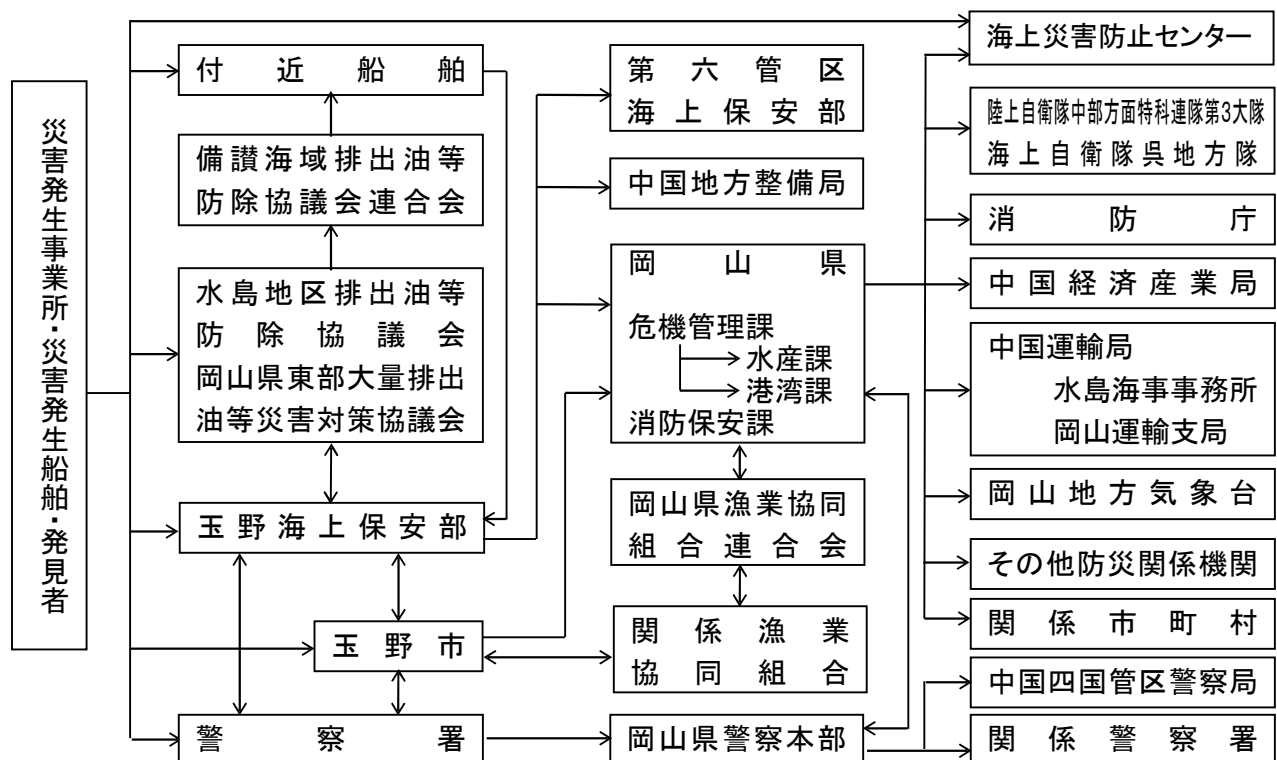 災害発生事業所・災害発生船舶・発見者
付近船舶
備讃海域排出油等
防除協議会連合会
水島地区排出油等
防除協議会
岡山県東部大量排出
油等災害対策協議会
玉野海上保安部
玉野市
警察署
第六管区
海上保安部
中国地方整備局
岡山県
危機管理課
水産課
港湾課
消防保安課
岡山県漁業協同
組合連合会
関係漁業
協同組合
岡山県警察本部
海上災害防止センター
陸上自衛隊中部方面特科連隊第3大隊
海上自衛隊呉地方隊
消防庁
中国経済産業局
中国運輸局
水島海事事務所
岡山運輸支局
岡山地方気象台
その他防災関係機関
関係市町村
中国四国管区警察局
関係警察署